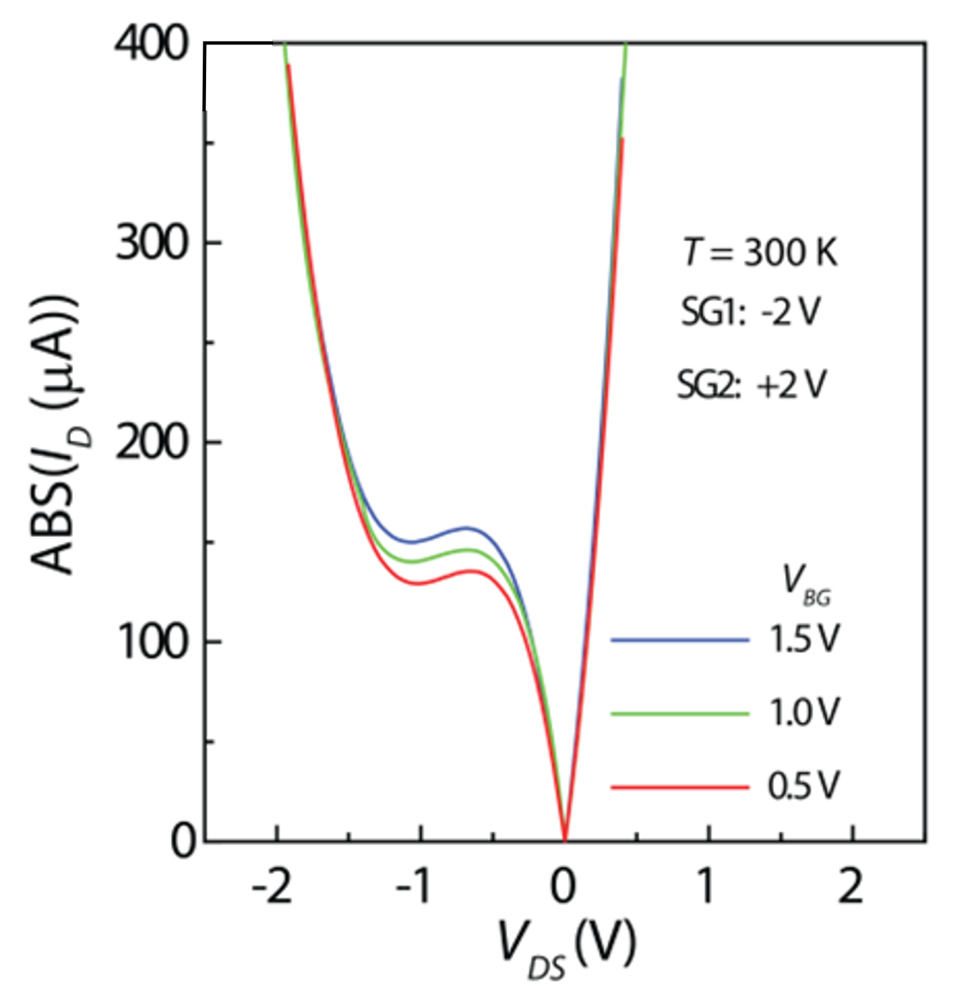 400
300
200
100
0
ABS(I_D (μA))
T = 300 K
SG1: -2 V
SG2: +2 V
V_BG
1.5 V
1.0 V
0.5 V
-2 -1 0 1 2
V_DS (V)